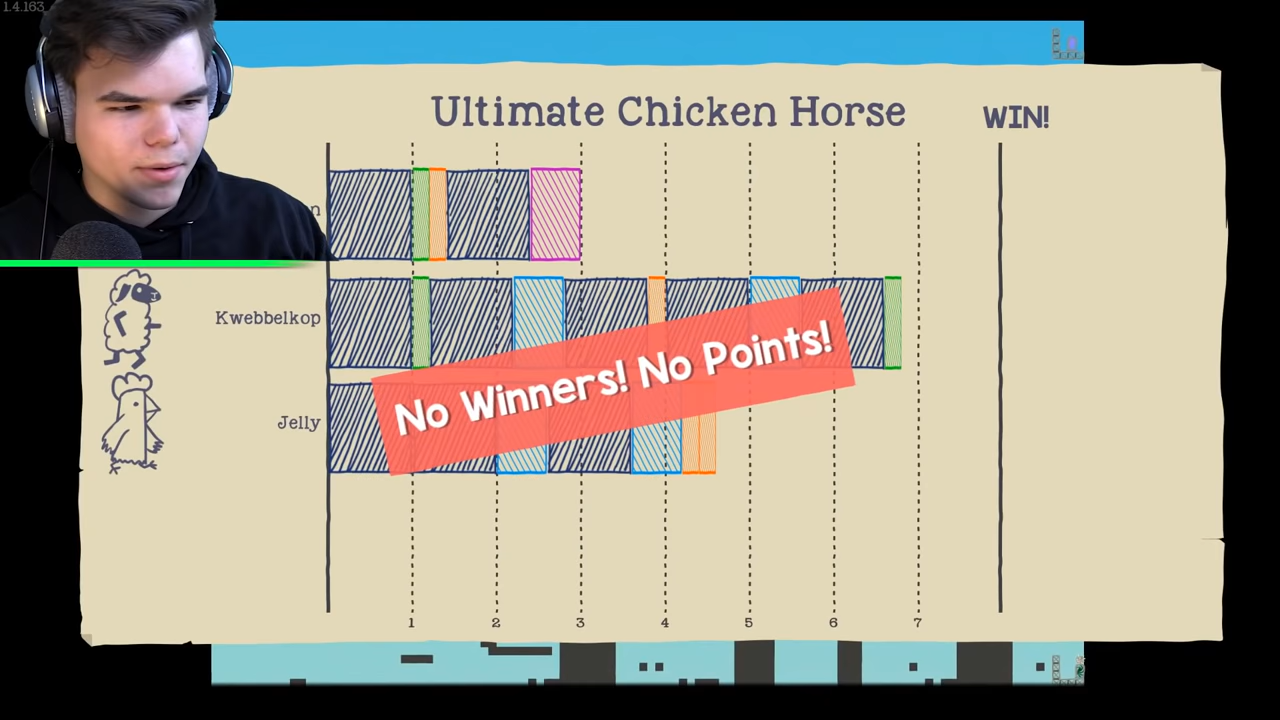 1.4.163
Ultimate Chicken Horse
WIN!
n
Kwebbelkop
Jelly
No Winners! No Points!
1 2 3 4 5 6 7